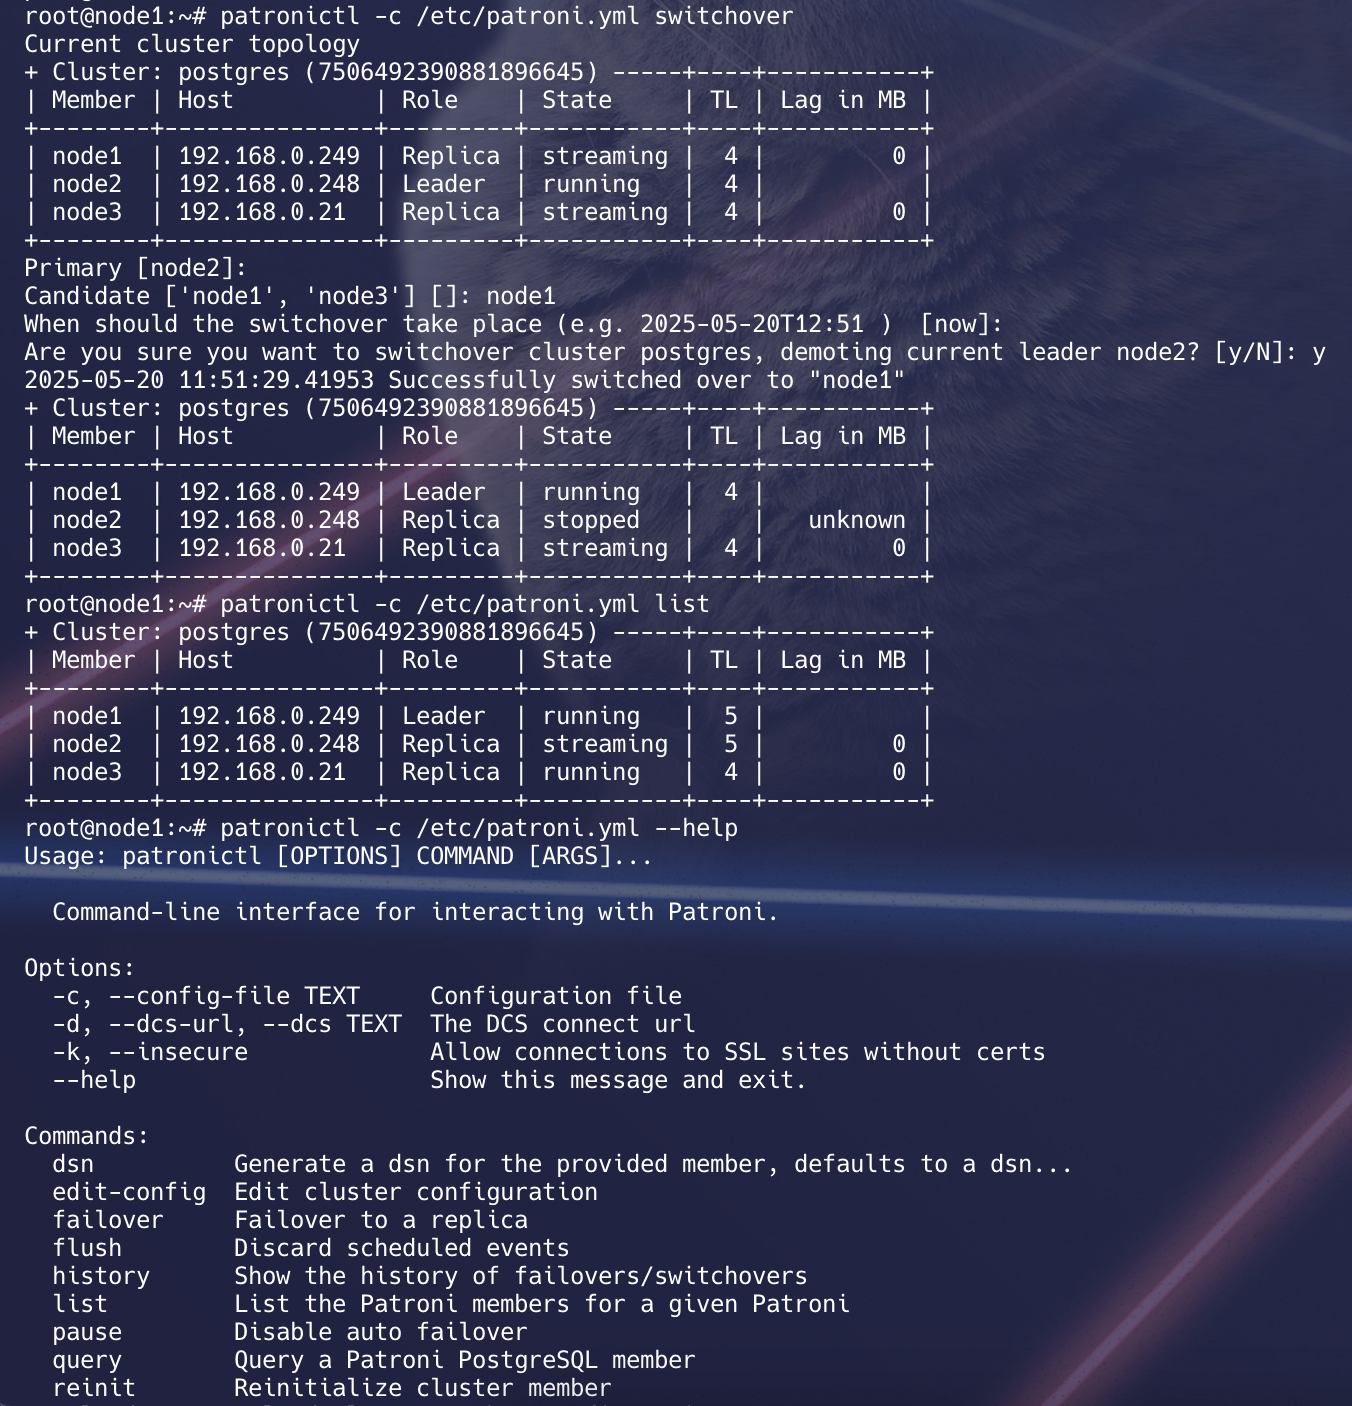 root@node1:~# patronictl -c /etc/patroni.yml switchover
Current cluster topology
+ Cluster: postgres (7506492390881896645) -----+----+-----------+
| Member | Host          | Role    | State     | TL | Lag in MB |
+--------+---------------+---------+-----------+----+-----------+
| node1  | 192.168.0.249 | Replica | streaming |  4 |         0 |
| node2  | 192.168.0.248 | Leader  | running   |  4 |           |
| node3  | 192.168.0.21  | Replica | streaming |  4 |         0 |
+--------+---------------+---------+-----------+----+-----------+
Primary [node2]:
Candidate ['node1', 'node3'] []: node1
When should the switchover take place (e.g. 2025-05-20T12:51 )  [now]:
Are you sure you want to switchover cluster postgres, demoting current leader node2? [y/N]: y
2025-05-20 11:51:29.41953 Successfully switched over to "node1"
+ Cluster: postgres (7506492390881896645) -----+----+-----------+
| Member | Host          | Role    | State     | TL | Lag in MB |
+--------+---------------+---------+-----------+----+-----------+
| node1  | 192.168.0.249 | Leader  | running   |  4 |           |
| node2  | 192.168.0.248 | Replica | stopped   |    |   unknown |
| node3  | 192.168.0.21  | Replica | streaming |  4 |         0 |
+--------+---------------+---------+-----------+----+-----------+
root@node1:~# patronictl -c /etc/patroni.yml list
+ Cluster: postgres (7506492390881896645) -----+----+-----------+
| Member | Host          | Role    | State     | TL | Lag in MB |
+--------+---------------+---------+-----------+----+-----------+
| node1  | 192.168.0.249 | Leader  | running   |  5 |           |
| node2  | 192.168.0.248 | Replica | streaming |  5 |         0 |
| node3  | 192.168.0.21  | Replica | running   |  4 |         0 |
+--------+---------------+---------+-----------+----+-----------+
root@node1:~# patronictl -c /etc/patroni.yml --help
Usage: patronictl [OPTIONS] COMMAND [ARGS]...

  Command-line interface for interacting with Patroni.

Options:
  -c, --config-file TEXT     Configuration file
  -d, --dcs-url, --dcs TEXT  The DCS connect url
  -k, --insecure             Allow connections to SSL sites without certs
  --help                     Show this message and exit.

Commands:
  dsn          Generate a dsn for the provided member, defaults to a dsn...
  edit-config  Edit cluster configuration
  failover     Failover to a replica
  flush        Discard scheduled events
  history      Show the history of failovers/switchovers
  list         List the Patroni members for a given Patroni
  pause        Disable auto failover
  query        Query a Patroni PostgreSQL member
  reinit       Reinitialize cluster member